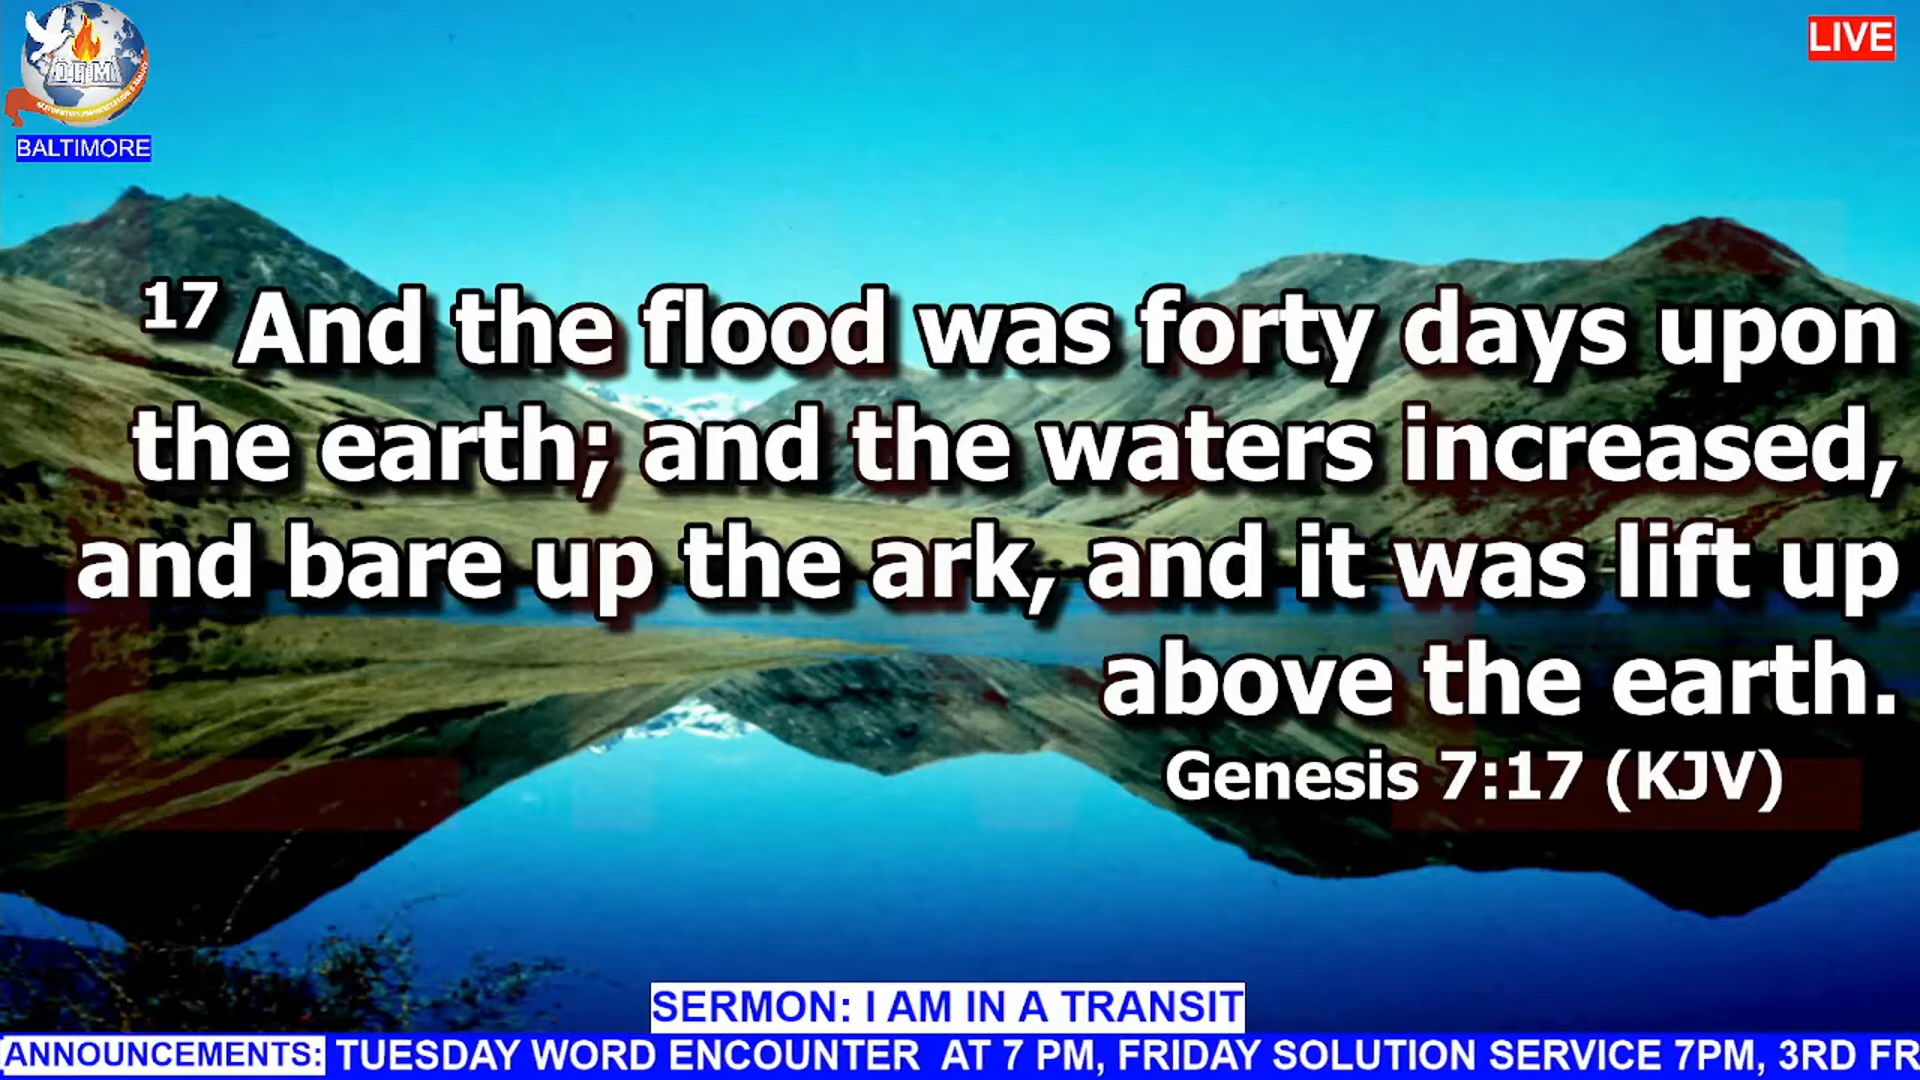 LIVE
BALTIMORE
17 And the flood was forty days upon
the earth; and the waters increased,
and bare up the ark, and it was lift up
above the earth.
Genesis 7:17 (KJV)
SERMON: I AM IN A TRANSIT
ANNOUNCEMENTS: TUESDAY WORD ENCOUNTER AT 7 PM, FRIDAY SOLUTION SERVICE 7PM, 3RD FR